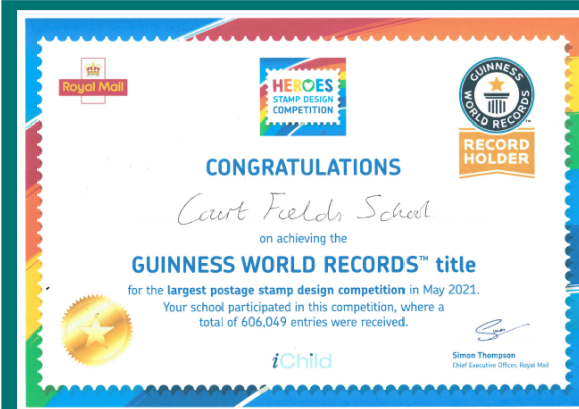 Royal Mail
HEROES
STAMP DESIGN
COMPETITION
GUINNESS
WORLD RECORDS
RECORD
HOLDER
CONGRATULATIONS
Court Fields School
on achieving the
GUINNESS WORLD RECORDS™ title
for the largest postage stamp design competition in May 2021.
Your school participated in this competition, where a
total of 606,049 entries were received.
iChild
Simon Thompson
Chief Executive Officer, Royal Mail